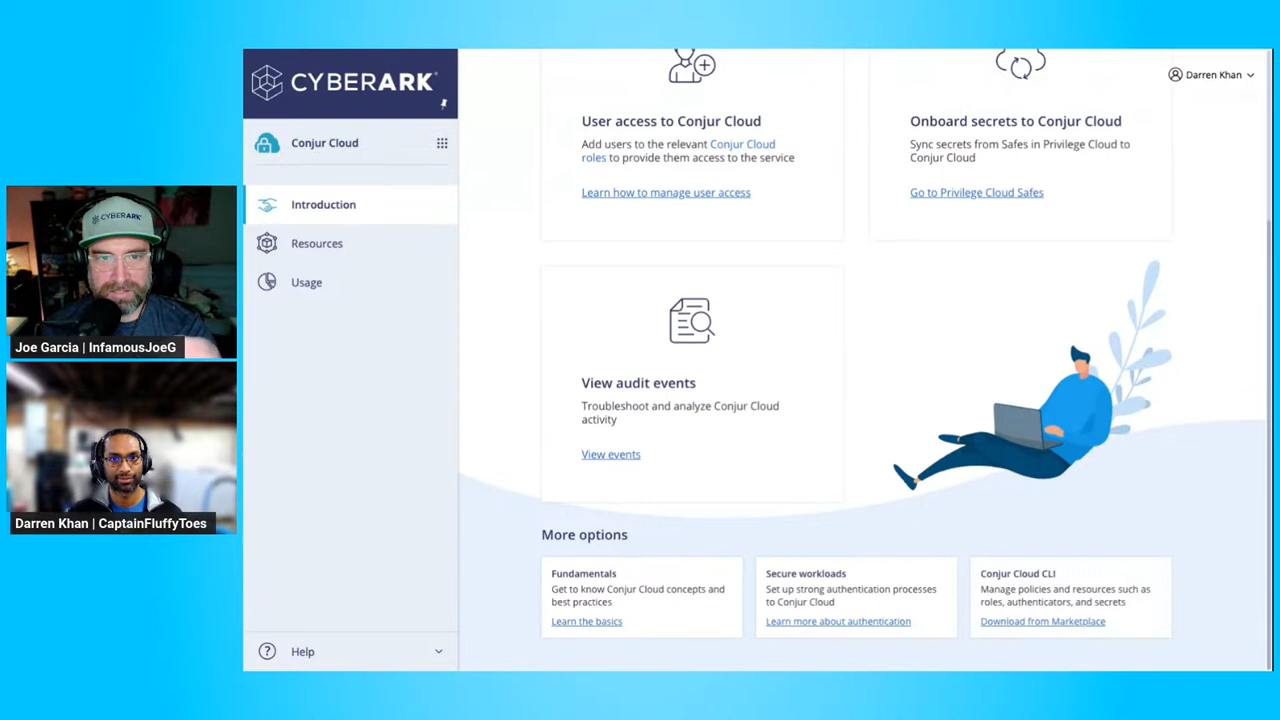 CYBERARK
Darren Khan
Conjur Cloud
Introduction
Resources
Usage
Help
User access to Conjur Cloud
Add users to the relevant Conjur Cloud
roles to provide them access to the service
Learn how to manage user access
Onboard secrets to Conjur Cloud
Sync secrets from Safes in Privilege Cloud to
Conjur Cloud
Go to Privilege Cloud Safes
View audit events
Troubleshoot and analyze Conjur Cloud
activity
View events
More options
Fundamentals
Get to know Conjur Cloud concepts and
best practices
Learn the basics
Secure workloads
Set up strong authentication processes
to Conjur Cloud
Learn more about authentication
Conjur Cloud CLI
Manage policies and resources such as
roles, authenticators, and secrets
Download from Marketplace
CYBERARK
Joe Garcia | InfamousJoeG
Darren Khan | CaptainFluffyToes